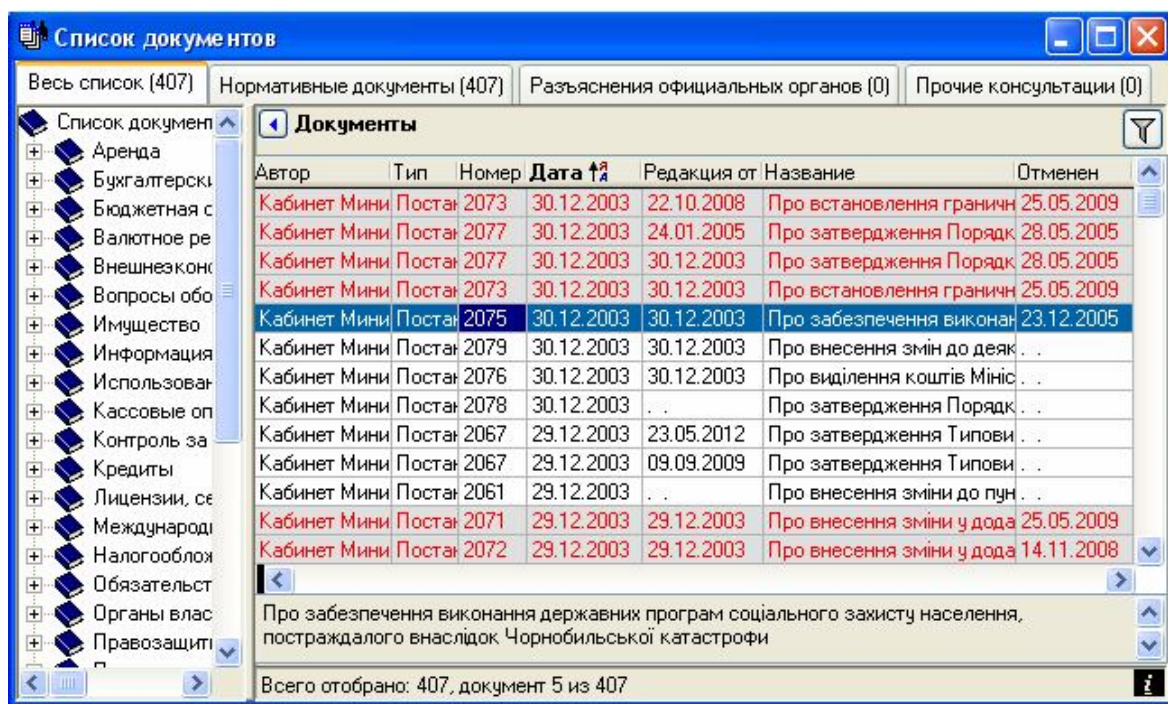 Список документов
Весь список (407) Нормативные документы (407) Разъяснения официальных органов (0) Прочие консультации (0)
Список документ
Аренда
Бухгалтерски
Бюджетная с
Валютное ре
Внешнеэконо
Вопросы обо
Имущество
Информация
Использован
Кассовые оп
Контроль за
Кредиты
Лицензии, се
Международ
Налогооблож
Обязательст
Органы влас
Правозащит
Документы
Автор Тип Номер Дата Редакция от Название Отменен
Кабинет Мини Постан 2073 30.12.2003 22.10.2008 Про встановлення граничн 25.05.2009
Кабинет Мини Постан 2077 30.12.2003 24.01.2005 Про затвердження Порядк 28.05.2005
Кабинет Мини Постан 2077 30.12.2003 30.12.2003 Про затвердження Порядк 28.05.2005
Кабинет Мини Постан 2073 30.12.2003 30.12.2003 Про встановлення граничн 25.05.2009
Кабинет Мини Постан 2075 30.12.2003 30.12.2003 Про забезпечення виконан 23.12.2005
Кабинет Мини Постан 2079 30.12.2003 30.12.2003 Про внесення змін до деяк . .
Кабинет Мини Постан 2076 30.12.2003 30.12.2003 Про виділення коштів Мініс . .
Кабинет Мини Постан 2078 30.12.2003 . . Про затвердження Порядк . .
Кабинет Мини Постан 2067 29.12.2003 23.05.2012 Про затвердження Типови . .
Кабинет Мини Постан 2067 29.12.2003 09.09.2009 Про затвердження Типови . .
Кабинет Мини Постан 2061 29.12.2003 . . Про внесення зміни до пун . .
Кабинет Мини Постан 2071 29.12.2003 29.12.2003 Про внесення зміни у дода 25.05.2009
Кабинет Мини Постан 2072 29.12.2003 29.12.2003 Про внесення зміни у дода 14.11.2008
Про забезпечення виконання державних програм соціального захисту населення,
постраждалого внаслідок Чорнобильської катастрофи
Всего отобрано: 407, документ 5 из 407